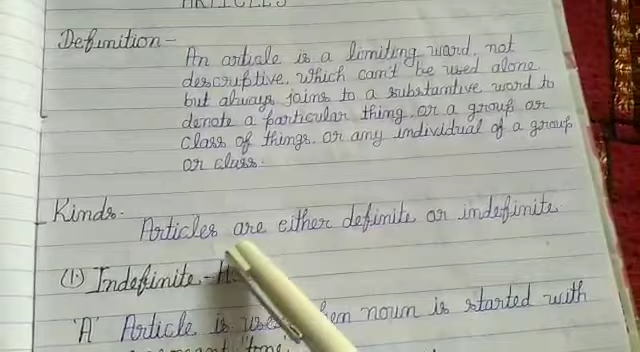 ARTICLES
Definition -
An article is a limiting word, not
descriptive, which can't be used alone
but always joins to a substantive word to
denote a particular thing, or a group or
class of things, or any individual of a group
or class.
Kinds -
Articles are either definite or indefinite
(1) Indefinite -
'A' Article is noun is started with
'tone'